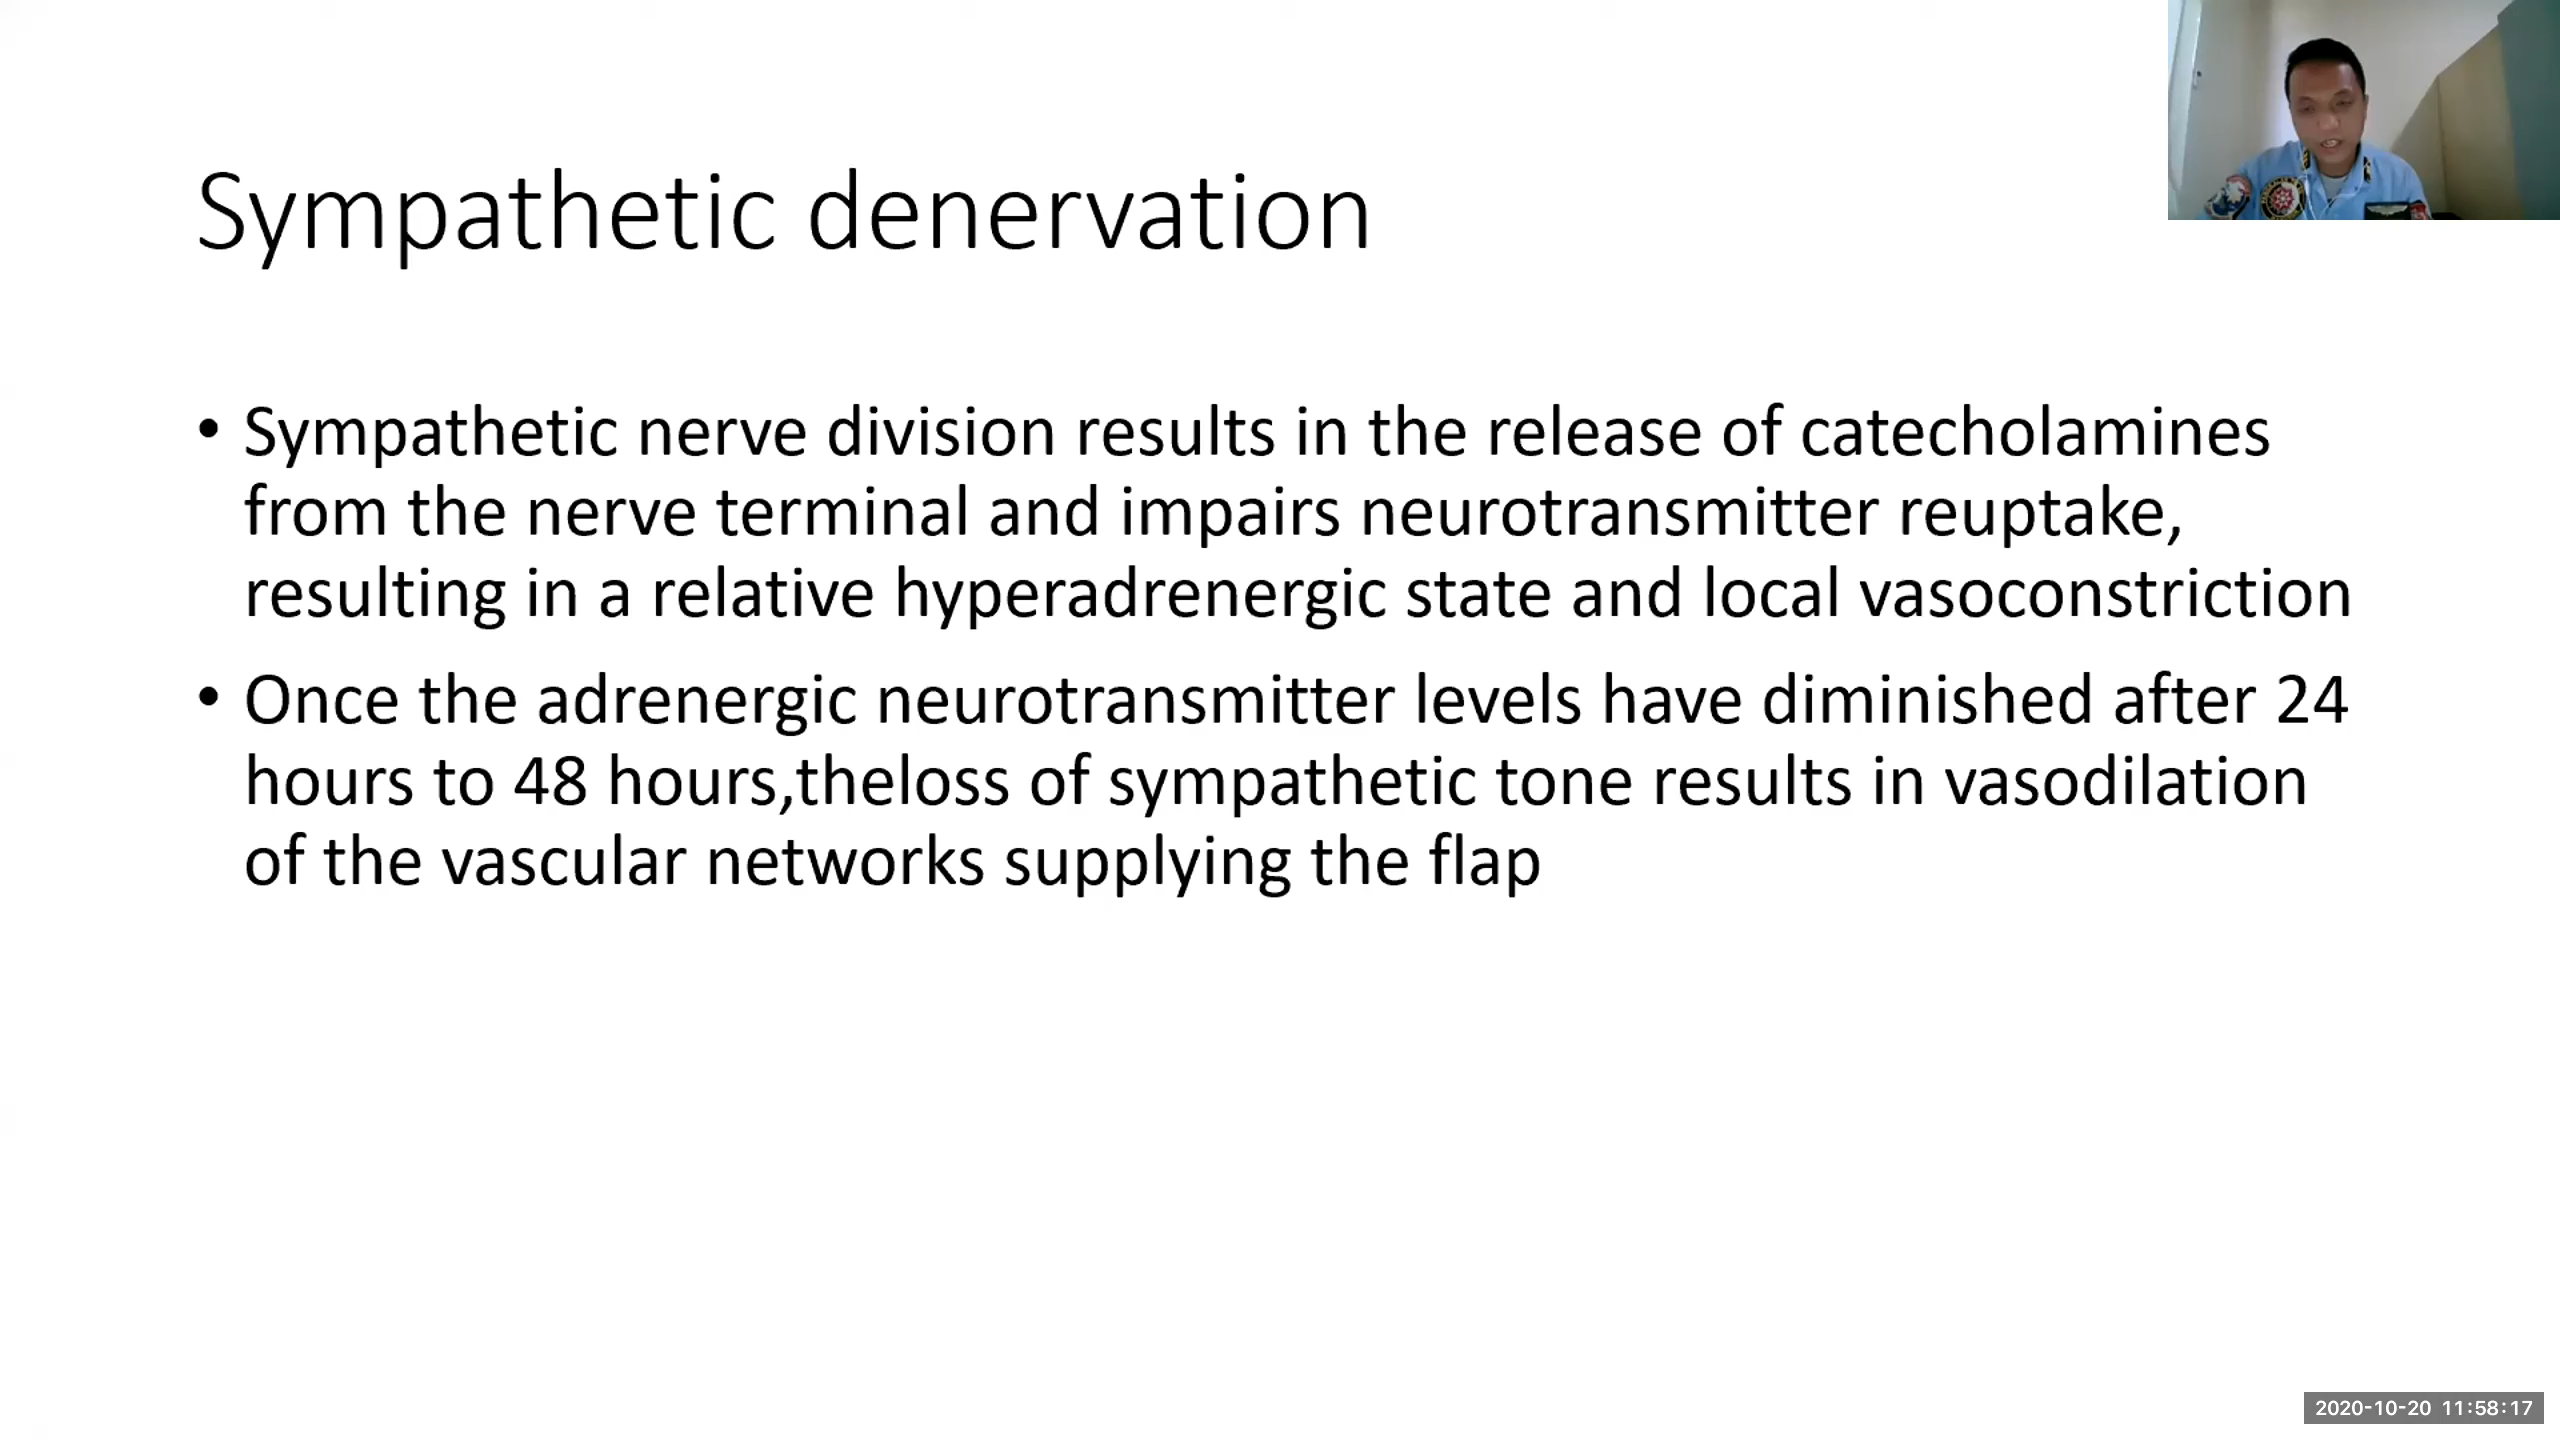 Sympathetic denervation
• Sympathetic nerve division results in the release of catecholamines
from the nerve terminal and impairs neurotransmitter reuptake,
resulting in a relative hyperadrenergic state and local vasoconstriction
• Once the adrenergic neurotransmitter levels have diminished after 24
hours to 48 hours,theloss of sympathetic tone results in vasodilation
of the vascular networks supplying the flap
2020-10-20 11:58:17